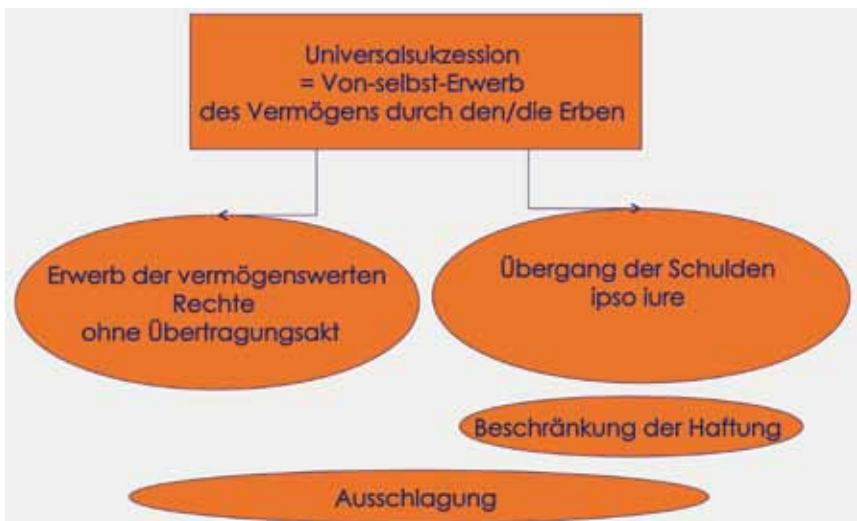 Universalsukzession
= Von-selbst-Erwerb
des Vermögens durch den/die Erben
Erwerb der vermögenswerten
Rechte
ohne Übertragungsakt
Übergang der Schulden
ipso iure
Beschränkung der Haftung
Ausschlagung